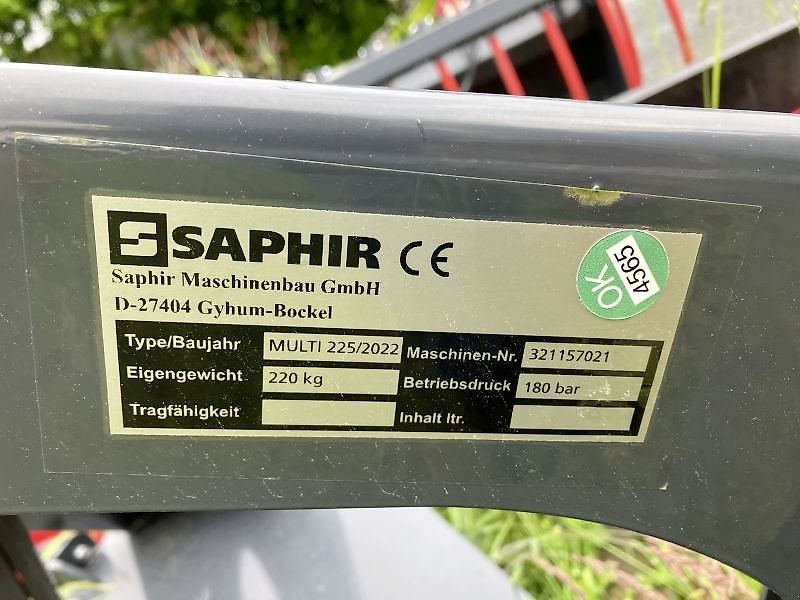 SAPHIR CE
Saphir Maschinenbau GmbH
D-27404 Gyhum-Bockel
OK 4565
Type/Baujahr MULTI 225/2022 Maschinen-Nr. 321157021
Eigengewicht 220 kg Betriebsdruck 180 bar
Tragfähigkeit Inhalt ltr.